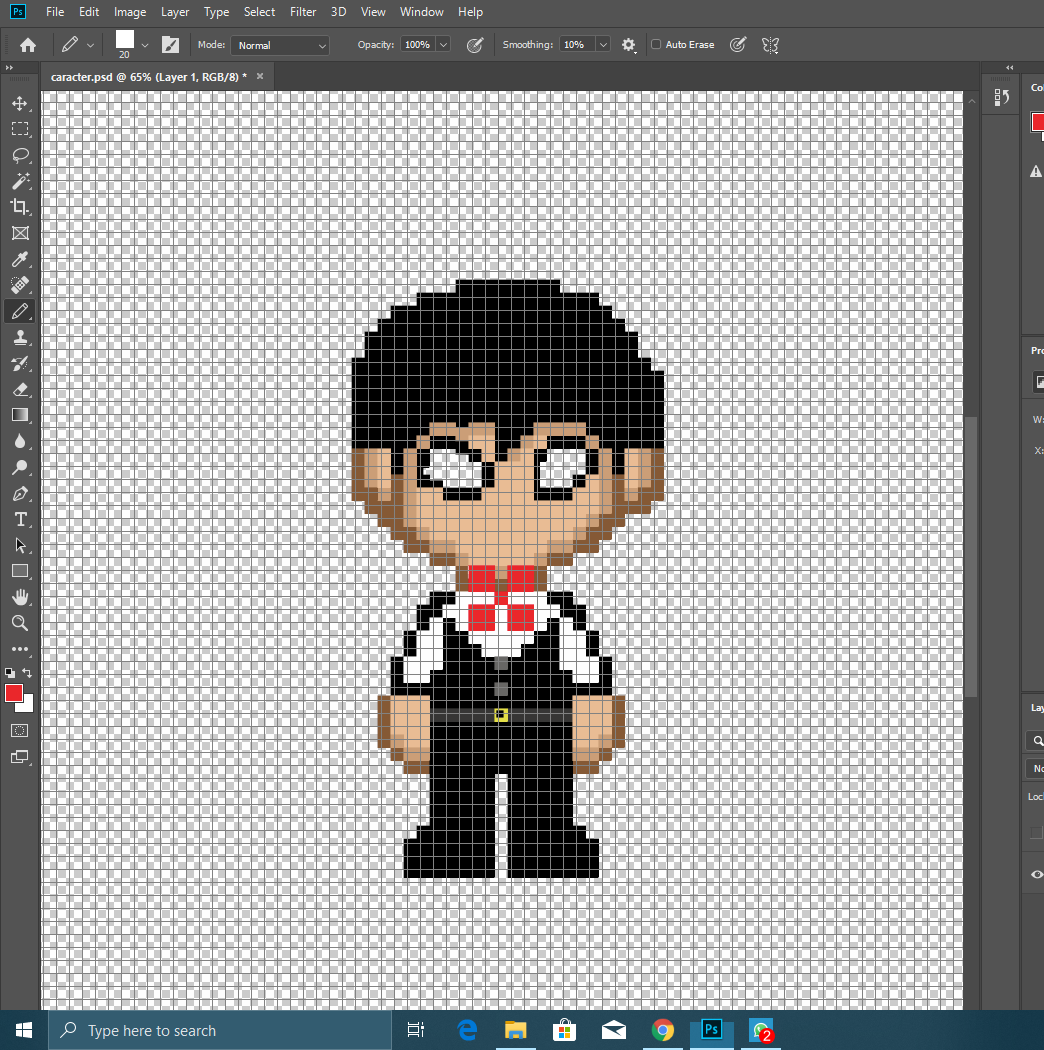 Ps File Edit Image Layer Type Select Filter 3D View Window Help
20 Mode: Normal Opacity: 100% Smoothing: 10% Auto Erase
caracter.psd @ 65% (Layer 1, RGB/8) * ×
Co
Pro
W:
X:
Lay
No
Loc
Type here to search
Ps
2